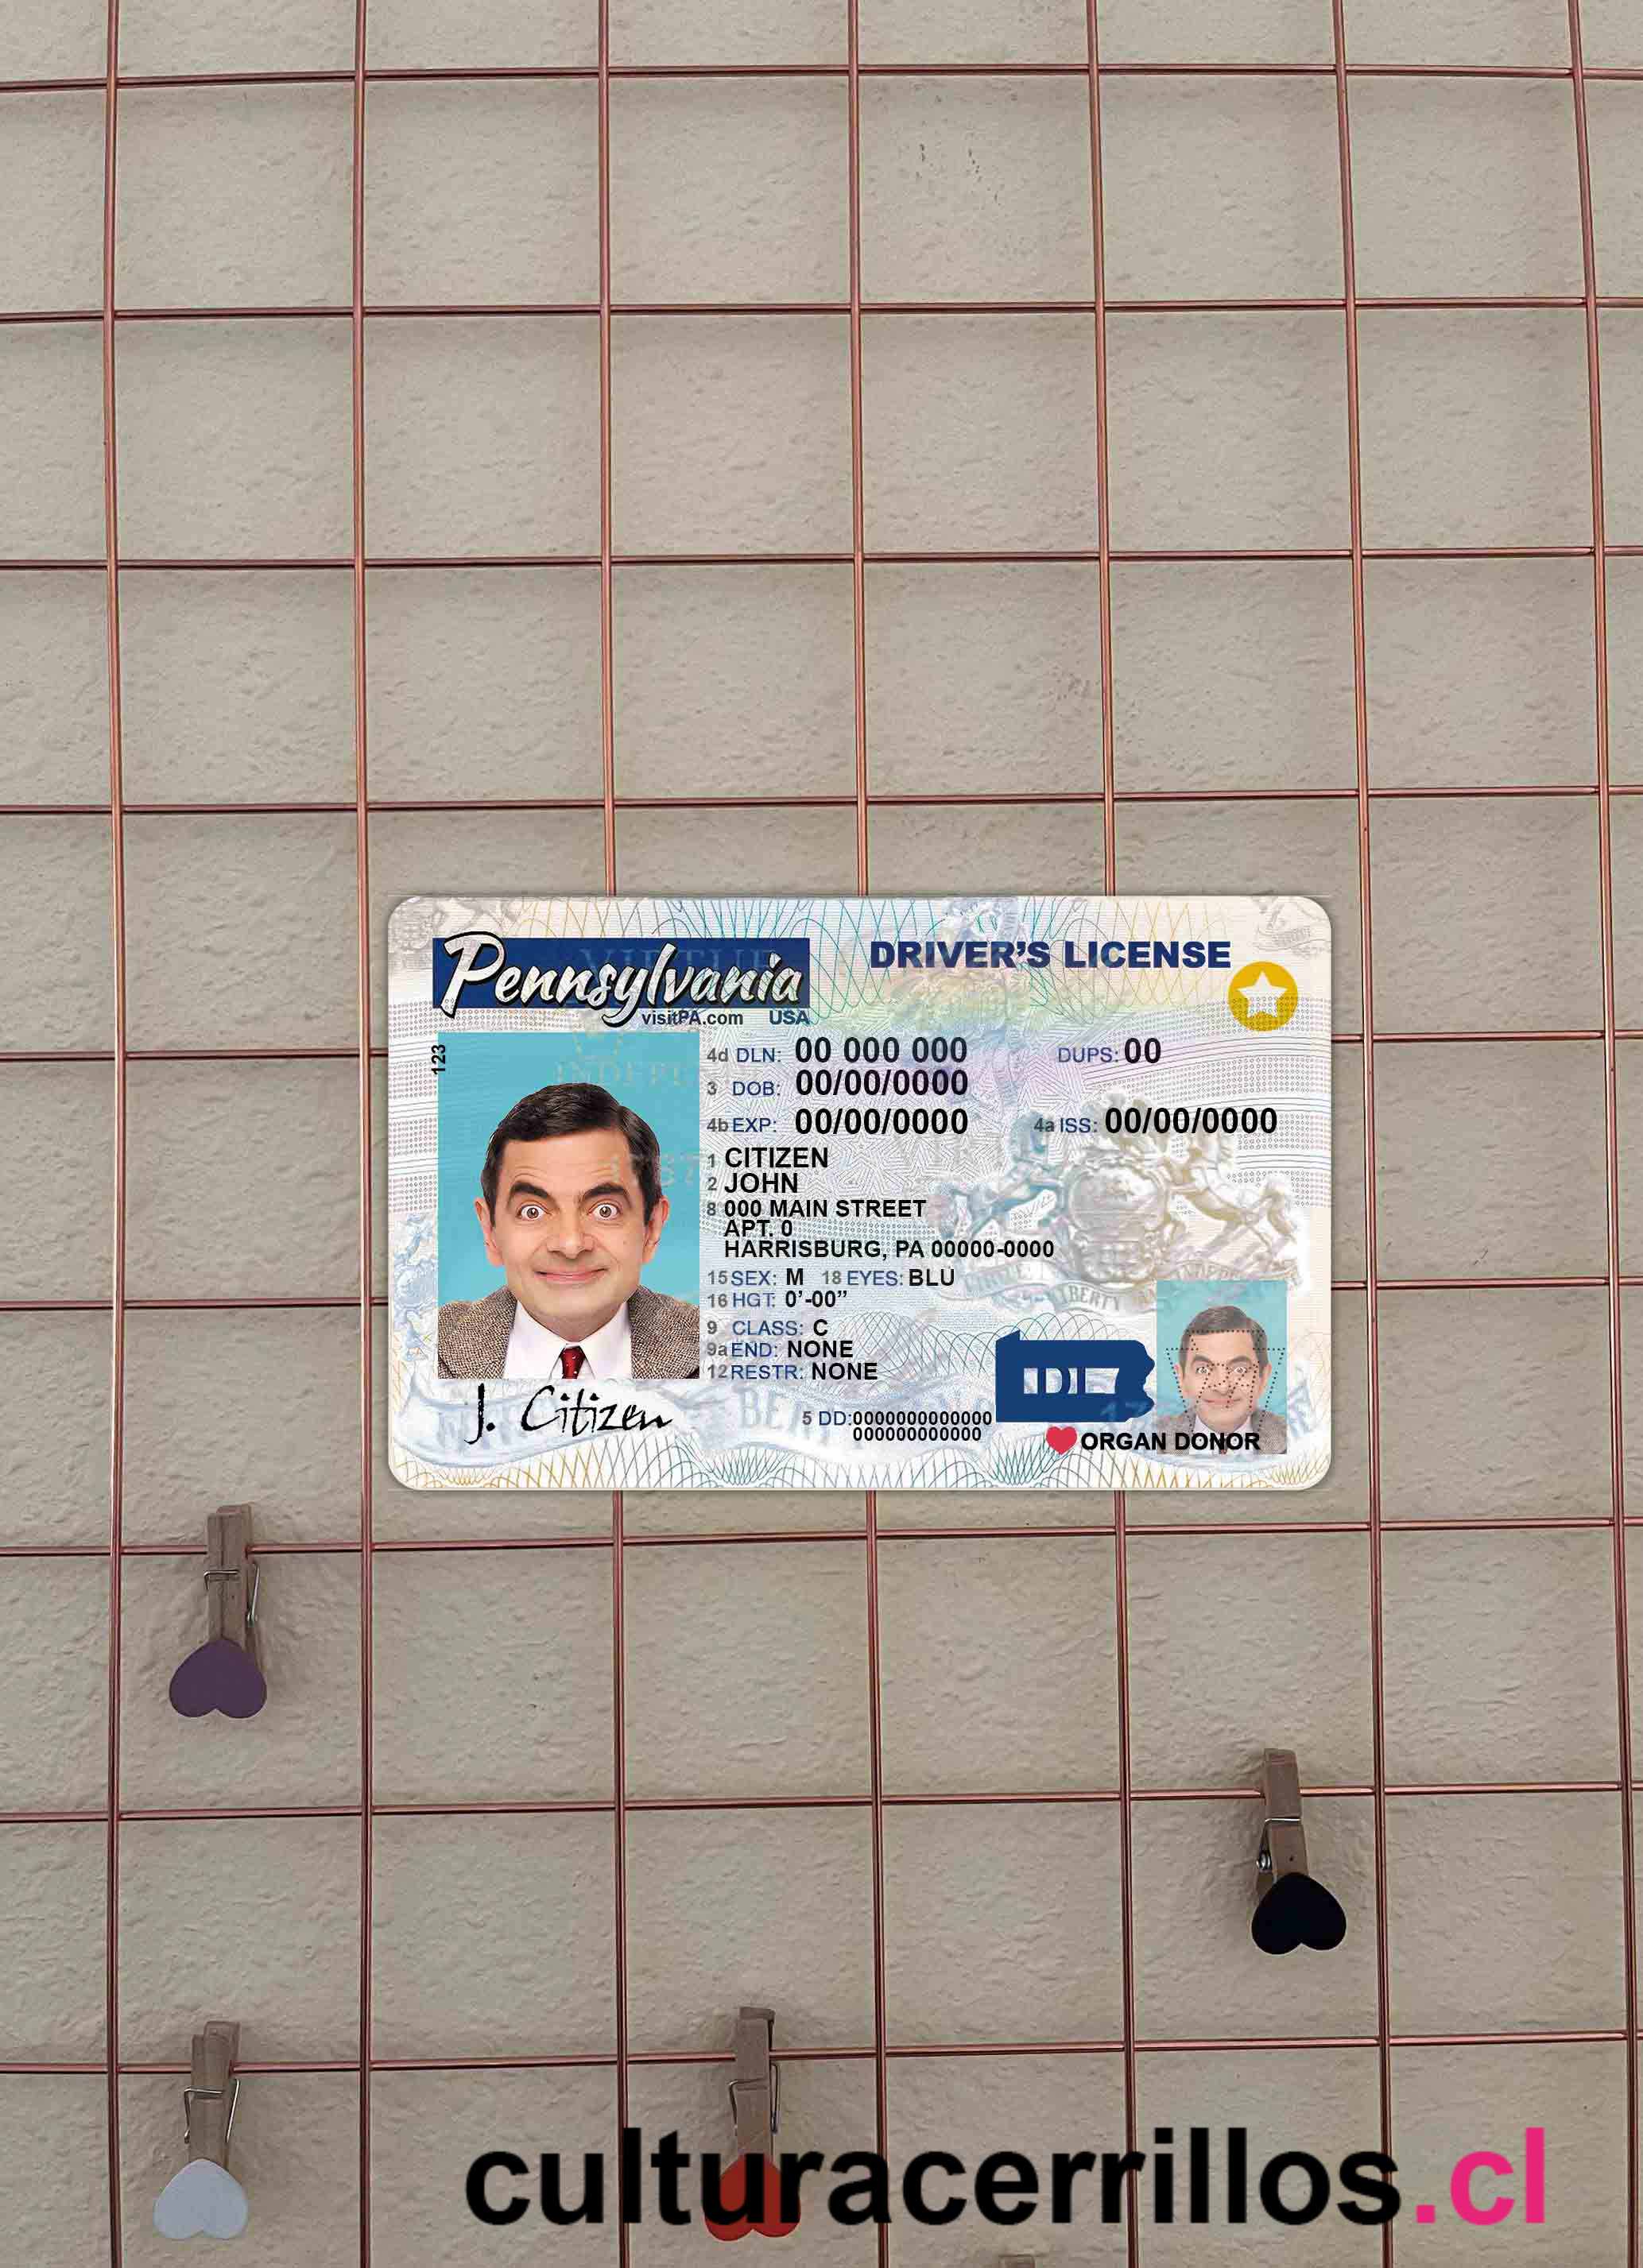 Pennsylvania
visitPA.com USA
DRIVER'S LICENSE
123
4d DLN: 00 000 000 DUPS: 00
3 DOB: 00/00/0000
4b EXP: 00/00/0000 4a ISS: 00/00/0000
1 CITIZEN
2 JOHN
8 000 MAIN STREET
APT. 0
HARRISBURG, PA 00000-0000
15 SEX: M 18 EYES: BLU
16 HGT: 0'-00”
9 CLASS: C
9a END: NONE
12 RESTR: NONE
J. Citizen
5 DD: 0000000000000
000000000000
ORGAN DONOR
culturacerrillos.cl